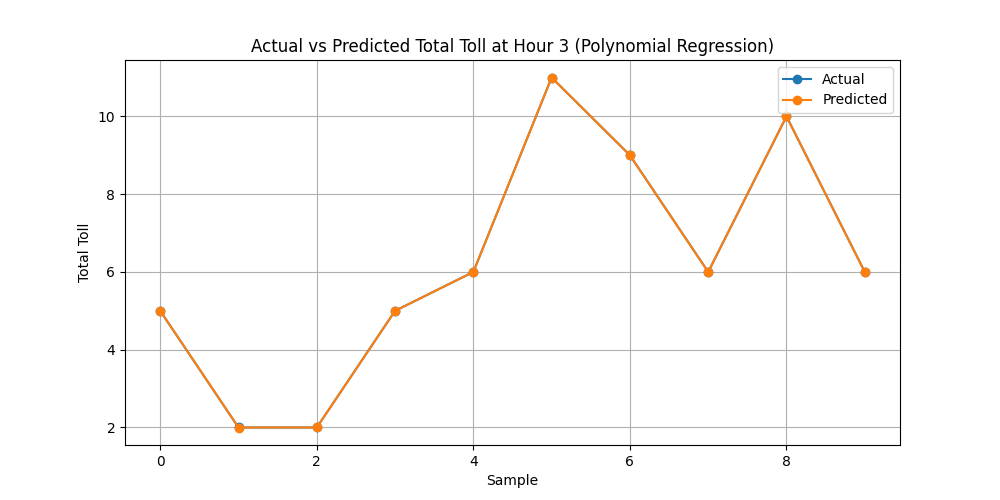 Actual vs Predicted Total Toll at Hour 3 (Polynomial Regression)
Actual
Predicted
10
8
6
4
2
Total Toll
0 2 4 6 8
Sample